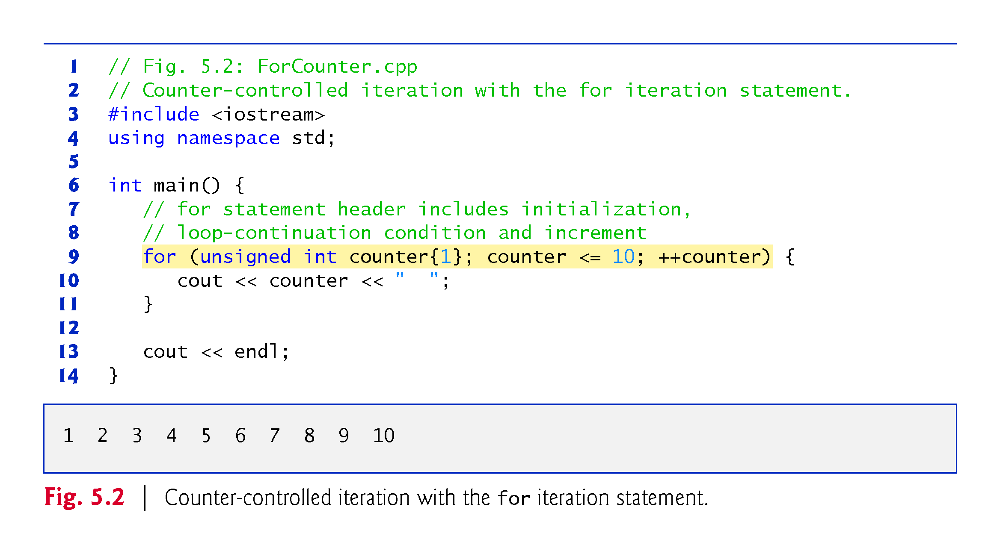 1 // Fig. 5.2: ForCounter.cpp
2 // Counter-controlled iteration with the for iteration statement.
3 #include <iostream>
4 using namespace std;
5
6 int main() {
7    // for statement header includes initialization,
8    // loop-continuation condition and increment
9    for (unsigned int counter{1}; counter <= 10; ++counter) {
10       cout << counter << "  ";
11    }
12
13    cout << endl;
14 }
1  2  3  4  5  6  7  8  9  10
Fig. 5.2 | Counter-controlled iteration with the for iteration statement.